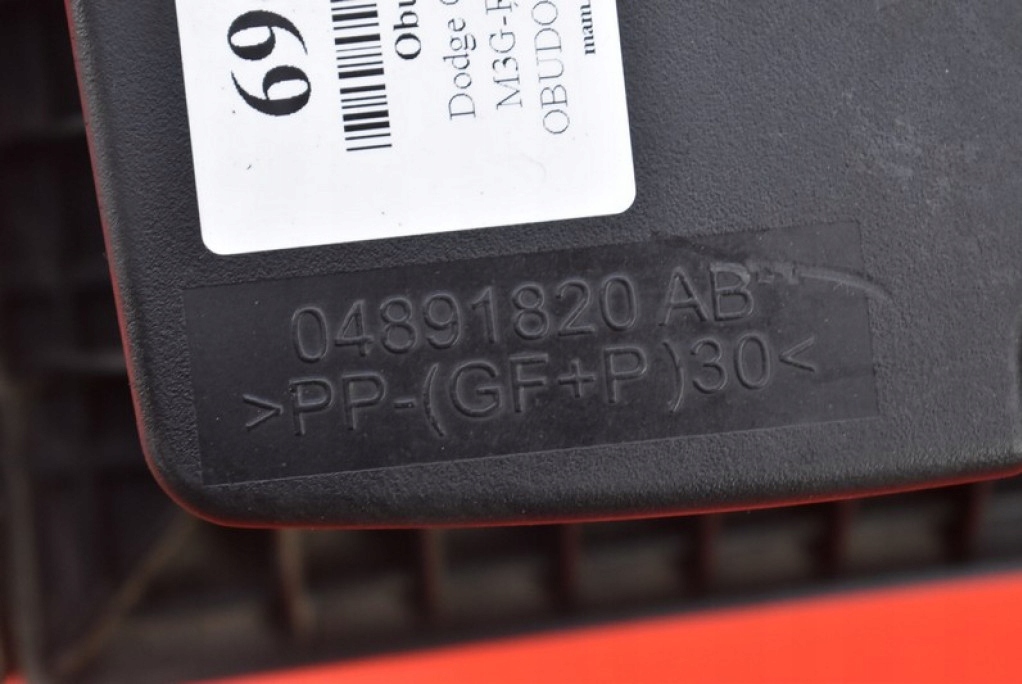 69
Obu
Dodge
M3G-
OBUDO
man.
04891820 AB
>PP-(GF+P )30<